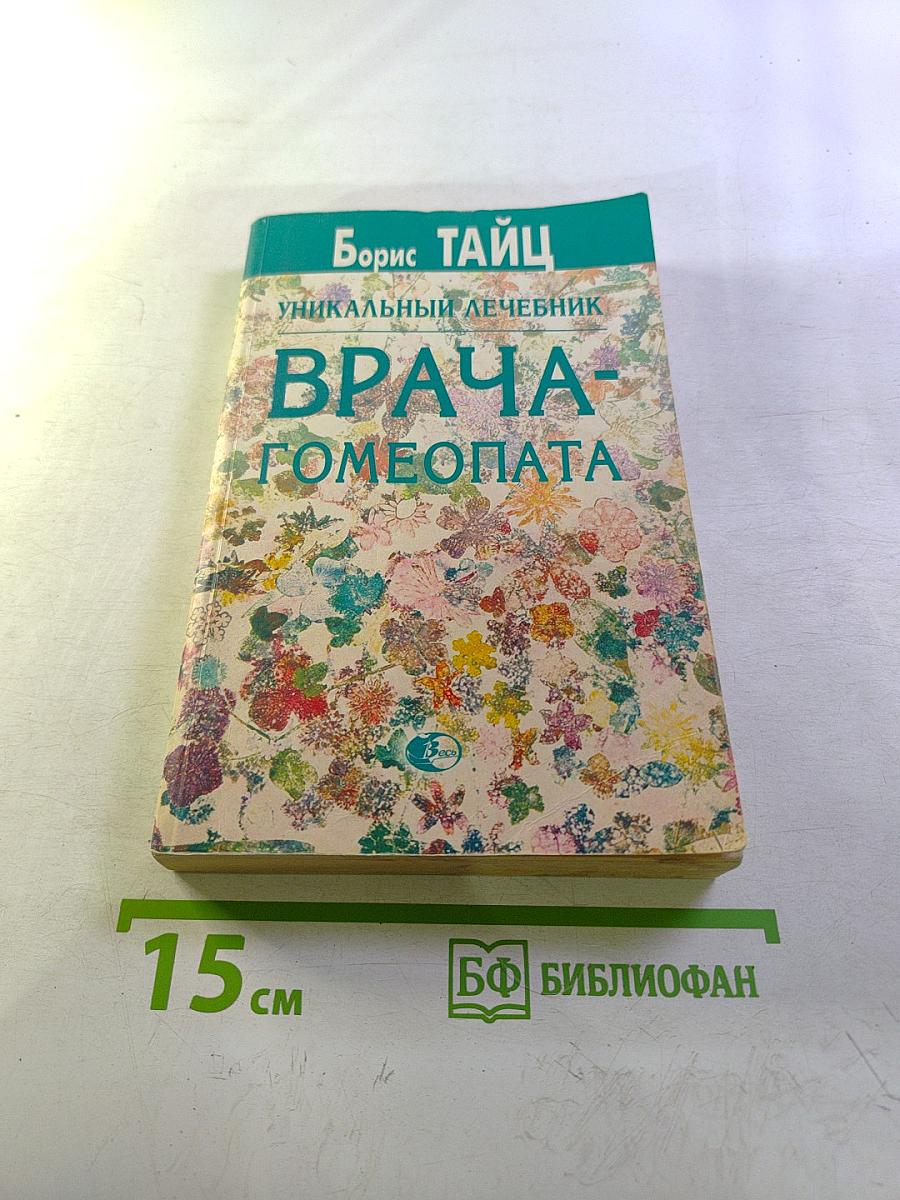 Борис ТАЙЦ
УНИКАЛЬНЫЙ ЛЕЧЕБНИК
ВРАЧА-
ГОМЕОПАТА
Весь
15 см
БФ БИБЛИОФАН